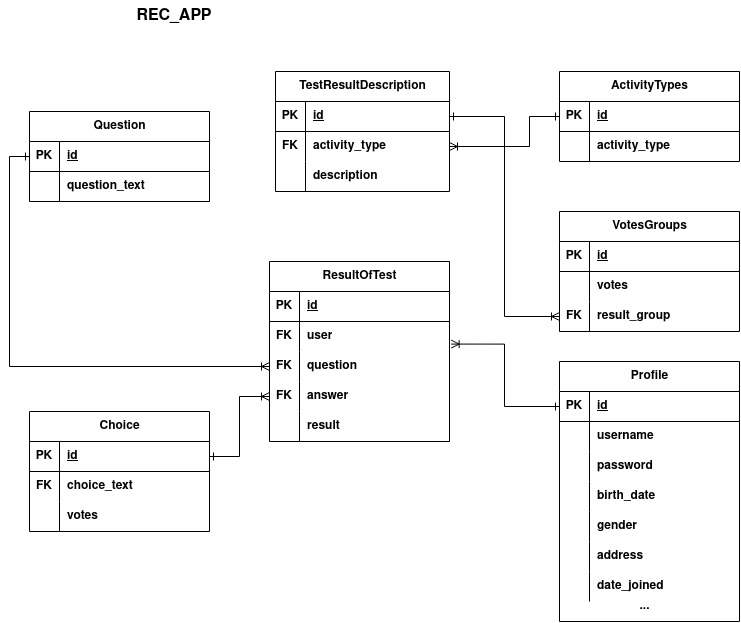 REC_APP
Question
PK id
question_text
TestResultDescription
PK id
FK activity_type
description
ActivityTypes
PK id
activity_type
VotesGroups
PK id
votes
FK result_group
ResultOfTest
PK id
FK user
FK question
FK answer
result
Choice
PK id
FK choice_text
votes
Profile
PK id
username
password
birth_date
gender
address
date_joined
...